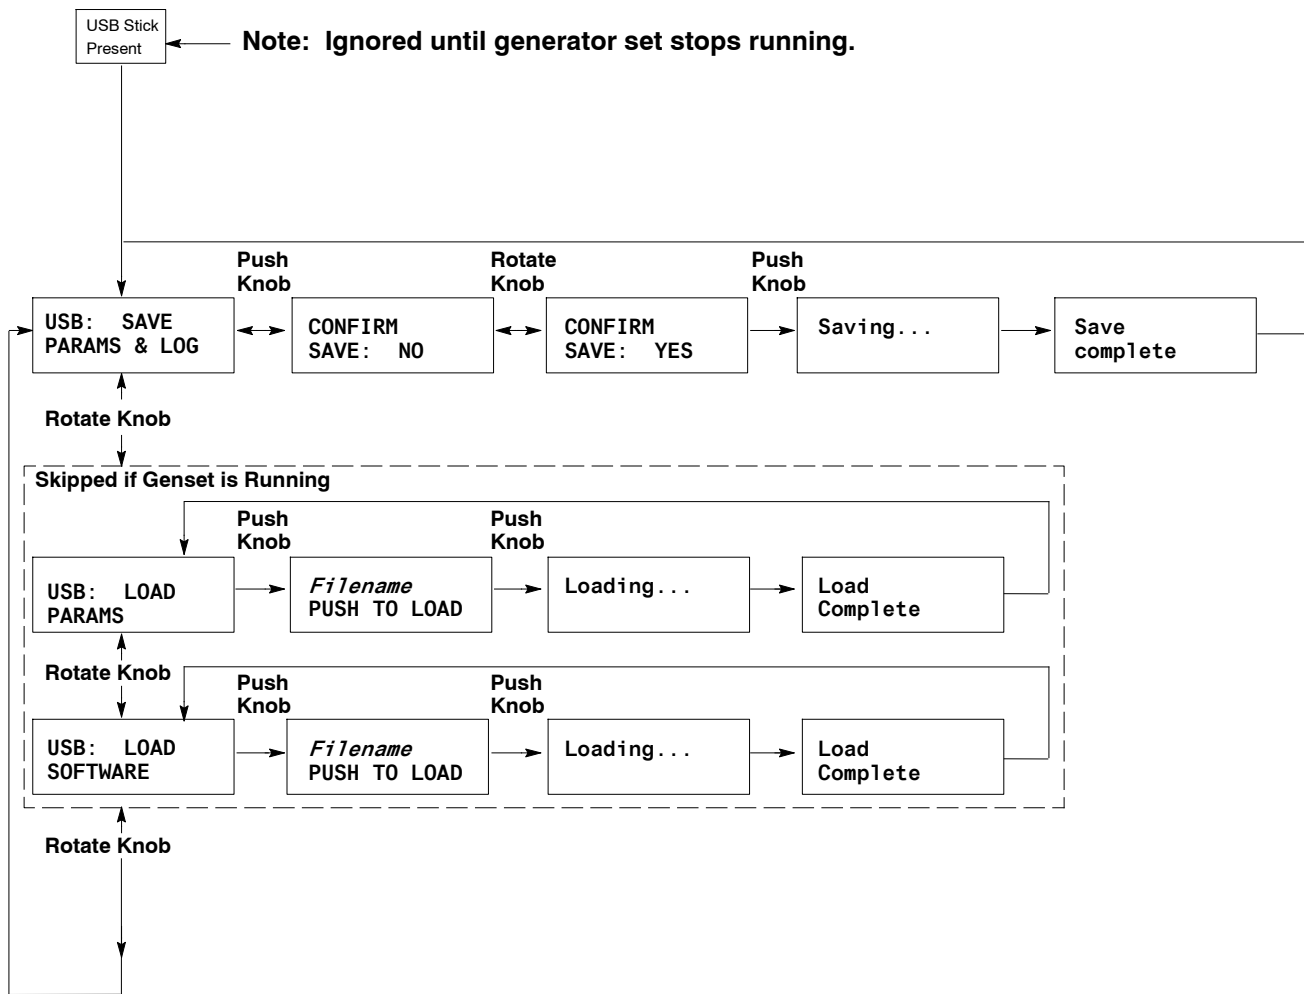 USB Stick
Present
Note: Ignored until generator set stops running.
Push
Knob
Rotate
Knob
Push
Knob
USB: SAVE
PARAMS & LOG
CONFIRM
SAVE: NO
CONFIRM
SAVE: YES
Saving...
Save
complete
Rotate Knob
Skipped if Genset is Running
Push
Knob
Push
Knob
USB: LOAD
PARAMS
Filename
PUSH TO LOAD
Loading...
Load
Complete
Rotate Knob
Push
Knob
Push
Knob
USB: LOAD
SOFTWARE
Filename
PUSH TO LOAD
Loading...
Load
Complete
Rotate Knob